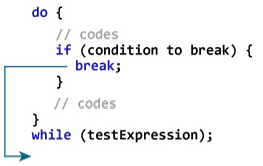 do {
// codes
if (condition to break) {
break;
}
// codes
}
while (testExpression);